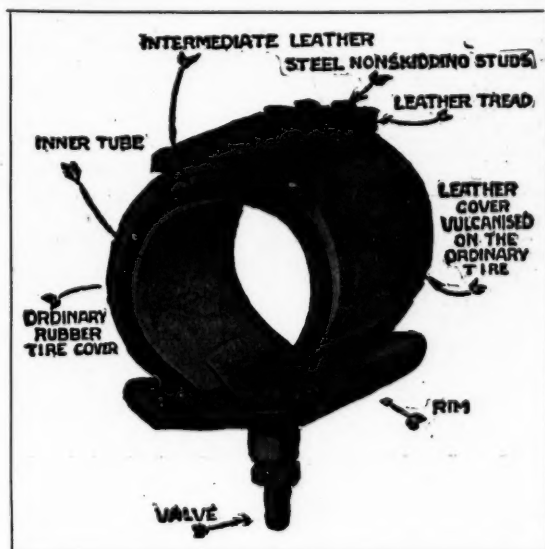 INTERMEDIATE LEATHER
STEEL NONSKIDDINO STUDS
LEATHER TREAD
INNER TUBE
LEATHER
COVER
VULCANISED
ON THE
ORDINARY
TIRE
ORDINARY
RUBBER
TIRE COVER
RIM
VALVE